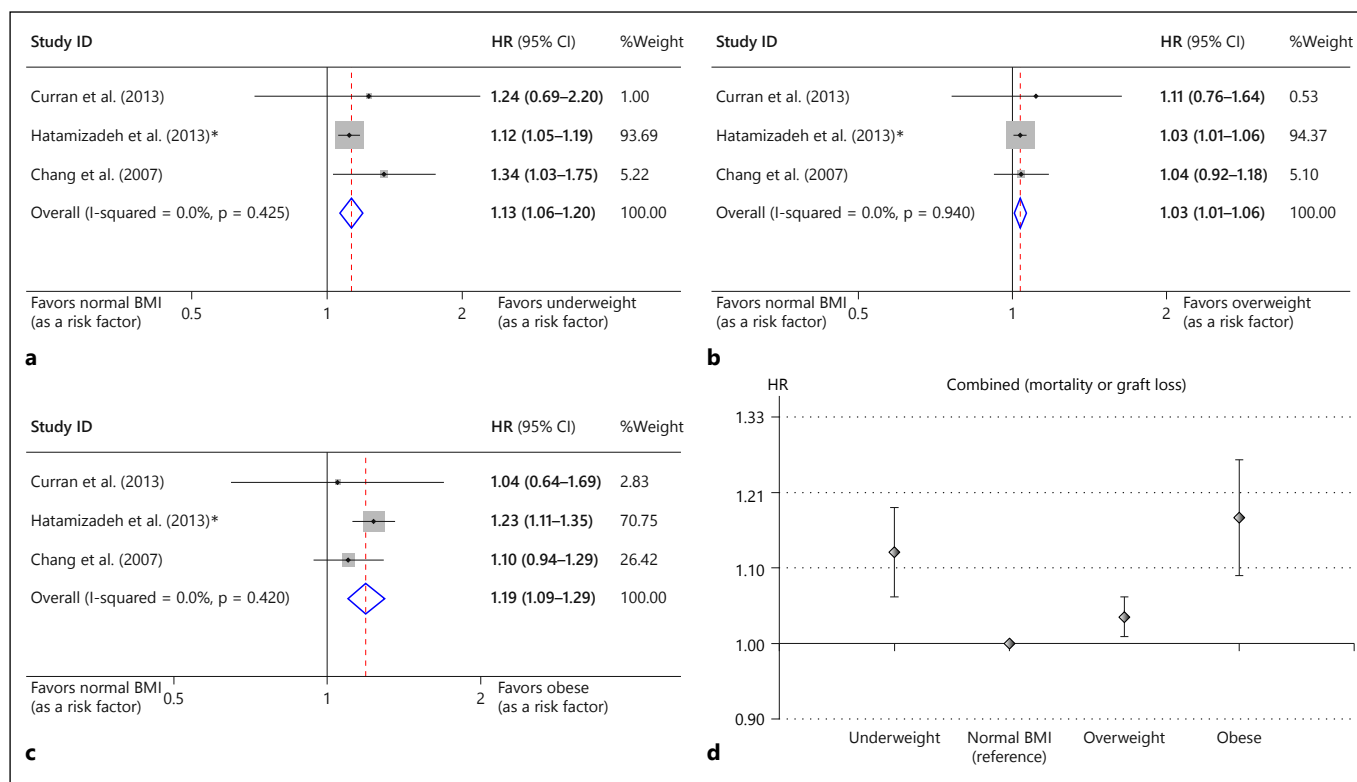 Study ID HR (95% CI) %Weight
Curran et al. (2013) 1.24 (0.69–2.20) 1.00
Hatamizadeh et al. (2013)* 1.12 (1.05–1.19) 93.69
Chang et al. (2007) 1.34 (1.03–1.75) 5.22
Overall (I-squared = 0.0%, p = 0.425) 1.13 (1.06–1.20) 100.00
Favors normal BMI Favors underweight
(as a risk factor) 0.5 1 2 (as a risk factor)
a
Study ID HR (95% CI) %Weight
Curran et al. (2013) 1.11 (0.76–1.64) 0.53
Hatamizadeh et al. (2013)* 1.03 (1.01–1.06) 94.37
Chang et al. (2007) 1.04 (0.92–1.18) 5.10
Overall (I-squared = 0.0%, p = 0.940) 1.03 (1.01–1.06) 100.00
Favors normal BMI Favors overweight
(as a risk factor) 0.5 1 2 (as a risk factor)
b
Study ID HR (95% CI) %Weight
Curran et al. (2013) 1.04 (0.64–1.69) 2.83
Hatamizadeh et al. (2013)* 1.23 (1.11–1.35) 70.75
Chang et al. (2007) 1.10 (0.94–1.29) 26.42
Overall (I-squared = 0.0%, p = 0.420) 1.19 (1.09–1.29) 100.00
Favors normal BMI Favors obese
(as a risk factor) 0.5 1 2 (as a risk factor)
c
HR Combined (mortality or graft loss)
1.33
1.21
1.10
1.00
0.90
Underweight Normal BMI Overweight Obese
(reference)
d